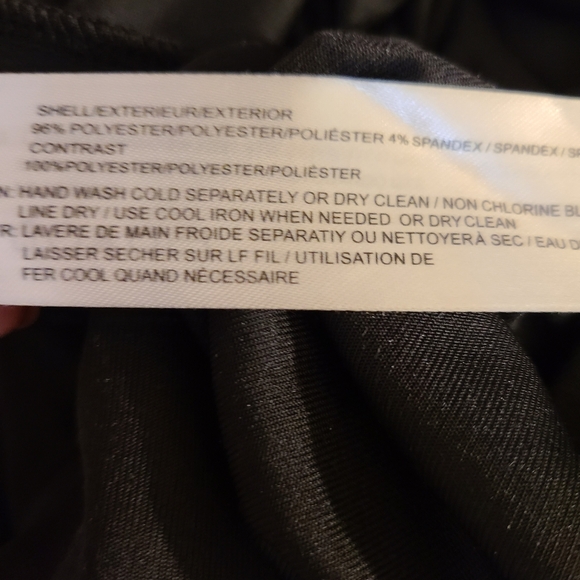 SHELL/EXTERIEUR/EXTERIOR
96% POLYESTER/POLYESTER/POLIÉSTER 4% SPANDEX / SPANDEX / SP
CONTRAST
100%POLYESTER/POLYESTER/POLIÉSTER
N: HAND WASH COLD SEPARATELY OR DRY CLEAN / NON CHLORINE BL
LINE DRY / USE COOL IRON WHEN NEEDED OR DRY CLEAN
R: LAVERE DE MAIN FROIDE SEPARATIY OU NETTOYERÀ SEC / EAU D
LAISSER SECHER SUR LF FIL / UTILISATION DE
FER COOL QUAND NÉCESSAIRE